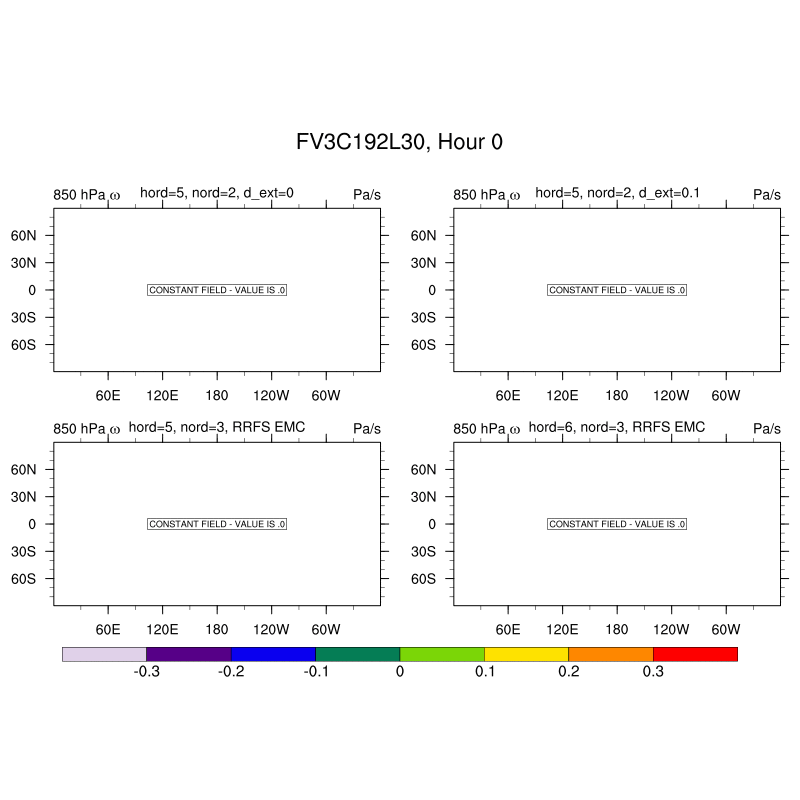 FV3C192L30, Hour 0
850 hPa ω hord=5, nord=2, d_ext=0 Pa/s
60N
30N
0
30S
60S
CONSTANT FIELD - VALUE IS .0
60E 120E 180 120W 60W
850 hPa ω hord=5, nord=2, d_ext=0.1 Pa/s
60N
30N
0
30S
60S
CONSTANT FIELD - VALUE IS .0
60E 120E 180 120W 60W
850 hPa ω hord=5, nord=3, RRFS EMC Pa/s
60N
30N
0
30S
60S
CONSTANT FIELD - VALUE IS .0
60E 120E 180 120W 60W
850 hPa ω hord=6, nord=3, RRFS EMC Pa/s
60N
30N
0
30S
60S
CONSTANT FIELD - VALUE IS .0
60E 120E 180 120W 60W
-0.3 -0.2 -0.1 0 0.1 0.2 0.3